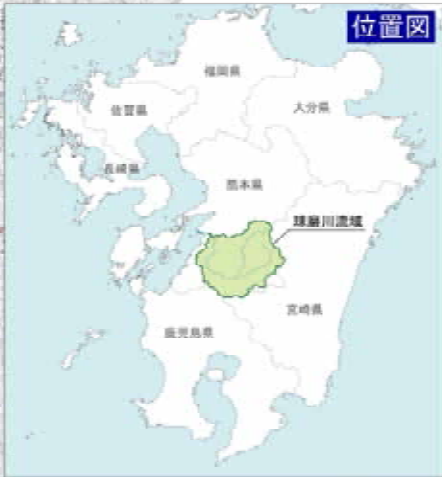 位置図
福岡県
佐賀県
大分県
長崎県
熊本県
球磨川流域
宮崎県
鹿児島県